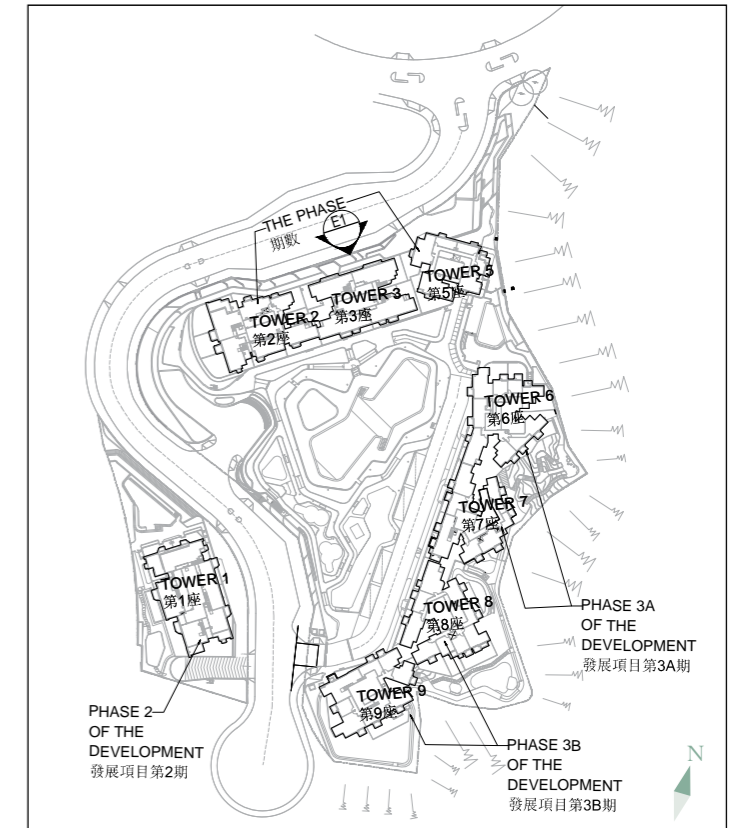 THE PHASE
期數
E1
TOWER 5
第5座
TOWER 3
第3座
TOWER 2
第2座
TOWER 6
第6座
TOWER 7
第7座
TOWER 1
第1座
TOWER 8
第8座
PHASE 3A
OF THE
DEVELOPMENT
發展項目第3A期
TOWER 9
第9座
PHASE 2
OF THE
DEVELOPMENT
發展項目第2期
PHASE 3B
OF THE
DEVELOPMENT
發展項目第3B期
N